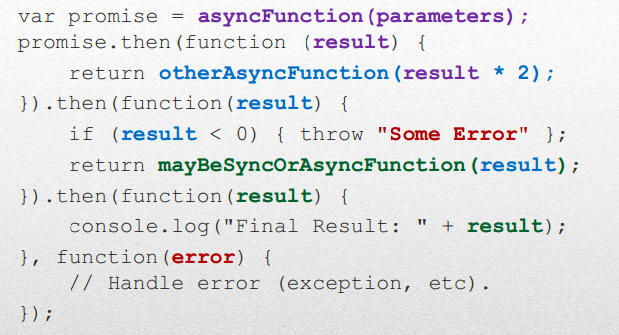 var promise = asyncFunction(parameters);
promise.then(function (result) {
    return otherAsyncFunction(result * 2);
}).then(function(result) {
    if (result < 0) { throw "Some Error" };
    return mayBeSyncOrAsyncFunction(result);
}).then(function(result) {
    console.log("Final Result: " + result);
}, function(error) {
    // Handle error (exception, etc).
});